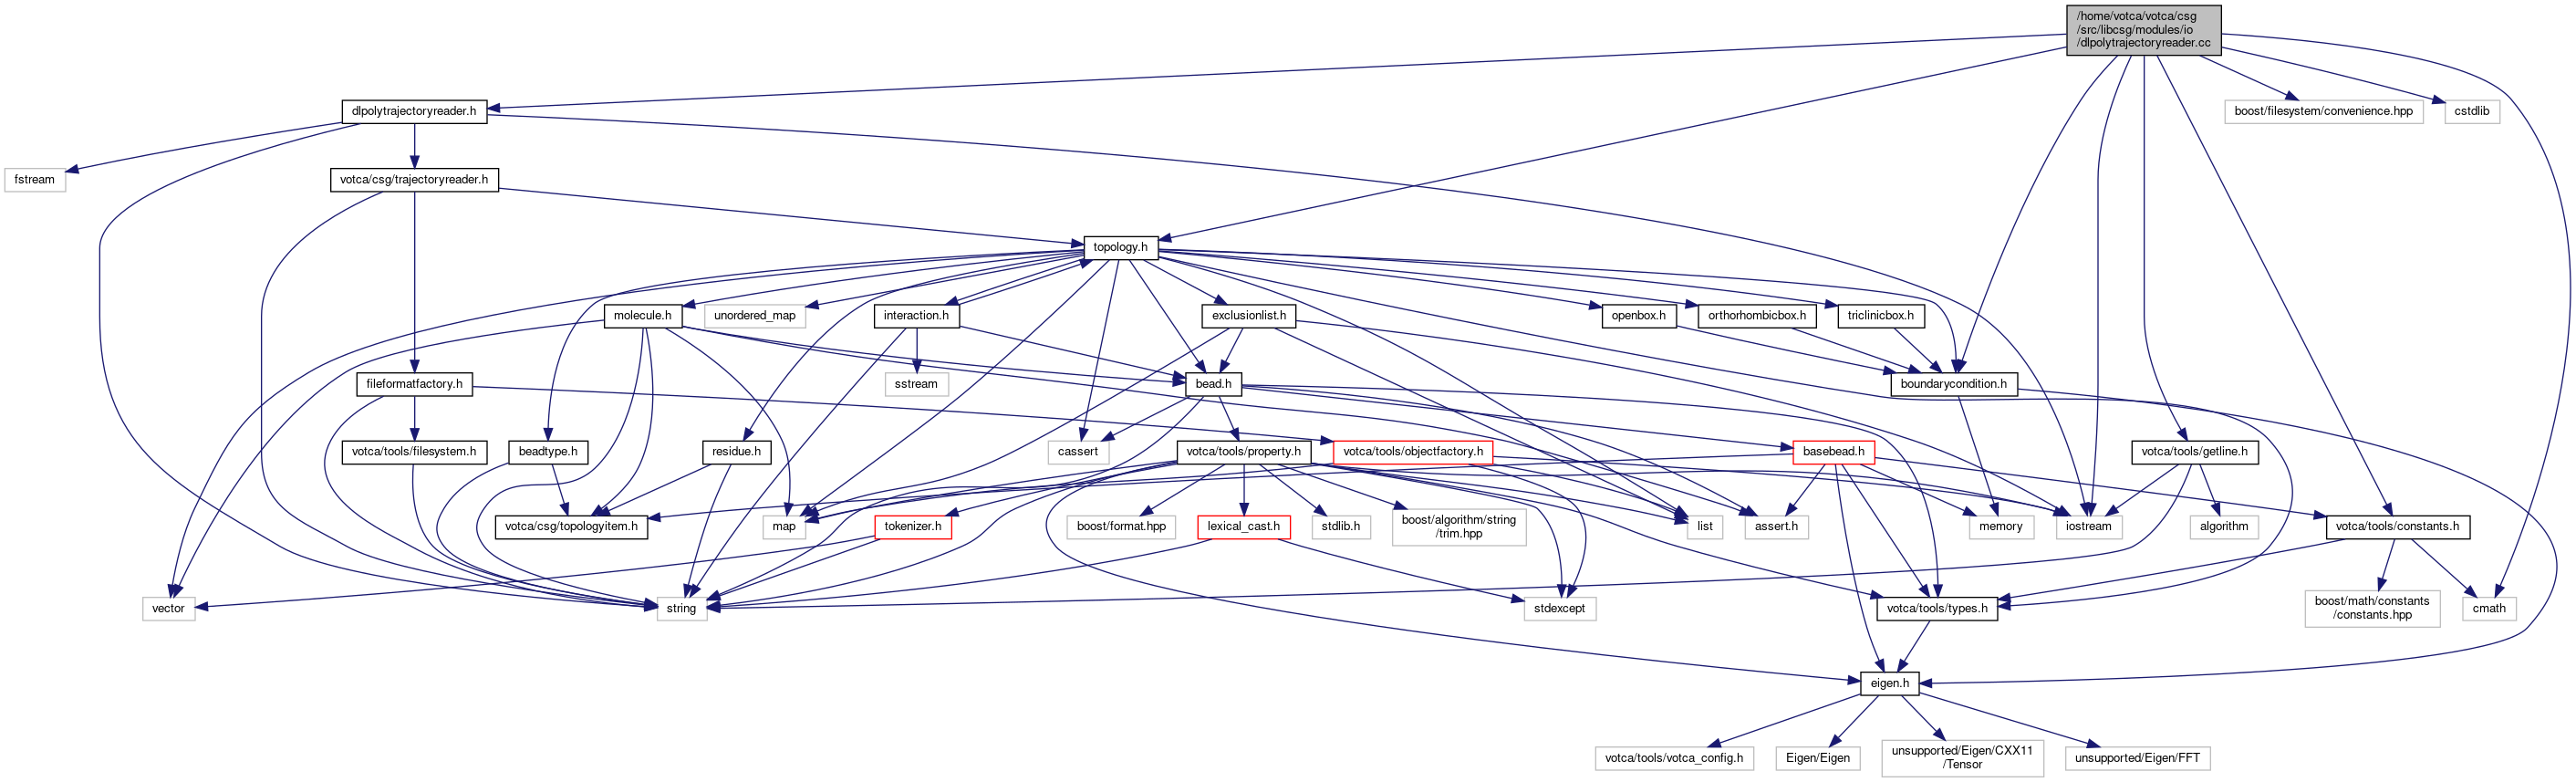 /home/votca/votca/csg
/src/libcsg/modules/io
/dlpolytrajectoryreader.cc
dlpolytrajectoryreader.h
boost/filesystem/convenience.hpp
cstdlib
fstream
votca/csg/trajectoryreader.h
topology.h
molecule.h
unordered_map
interaction.h
exclusionlist.h
openbox.h
orthorhombicbox.h
triclinicbox.h
fileformatfactory.h
sstream
bead.h
boundarycondition.h
votca/tools/filesystem.h
beadtype.h
residue.h
cassert
votca/tools/property.h
votca/tools/objectfactory.h
basebead.h
votca/tools/getline.h
votca/csg/topologyitem.h
map
tokenizer.h
boost/format.hpp
lexical_cast.h
stdlib.h
boost/algorithm/string
/trim.hpp
list
assert.h
memory
iostream
algorithm
votca/tools/constants.h
vector
string
stdexcept
votca/tools/types.h
boost/math/constants
/constants.hpp
cmath
eigen.h
votca/tools/votca_config.h
Eigen/Eigen
unsupported/Eigen/CXX11
/Tensor
unsupported/Eigen/FFT